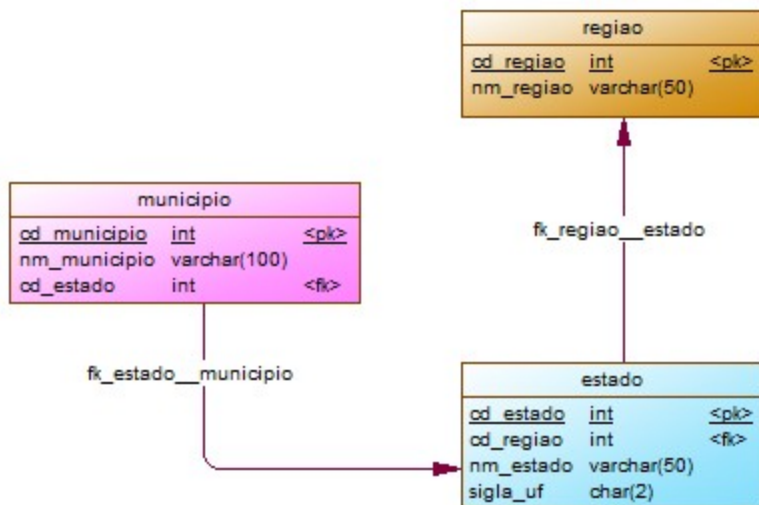 regiao
cd_regiao int <pk>
nm_regiao varchar(50)
municipio
cd_municipio int <pk>
nm_municipio varchar(100)
cd_estado int <fk>
fk_regiao__estado
fk_estado__municipio
estado
cd_estado int <pk>
cd_regiao int <fk>
nm_estado varchar(50)
sigla_uf char(2)